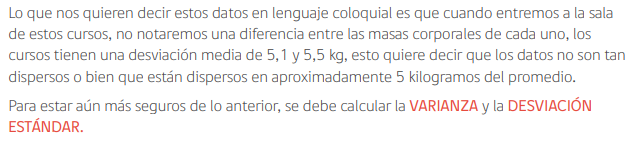 Lo que nos quieren decir estos datos en lenguaje coloquial es que cuando entremos a la sala
de estos cursos, no notaremos una diferencia entre las masas corporales de cada uno, los
cursos tienen una desviación media de 5,1 y 5,5 kg, esto quiere decir que los datos no son tan
dispersos o bien que están dispersos en aproximadamente 5 kilogramos del promedio.
Para estar aún más seguros de lo anterior, se debe calcular la VARIANZA y la DESVIACIÓN
ESTÁNDAR.